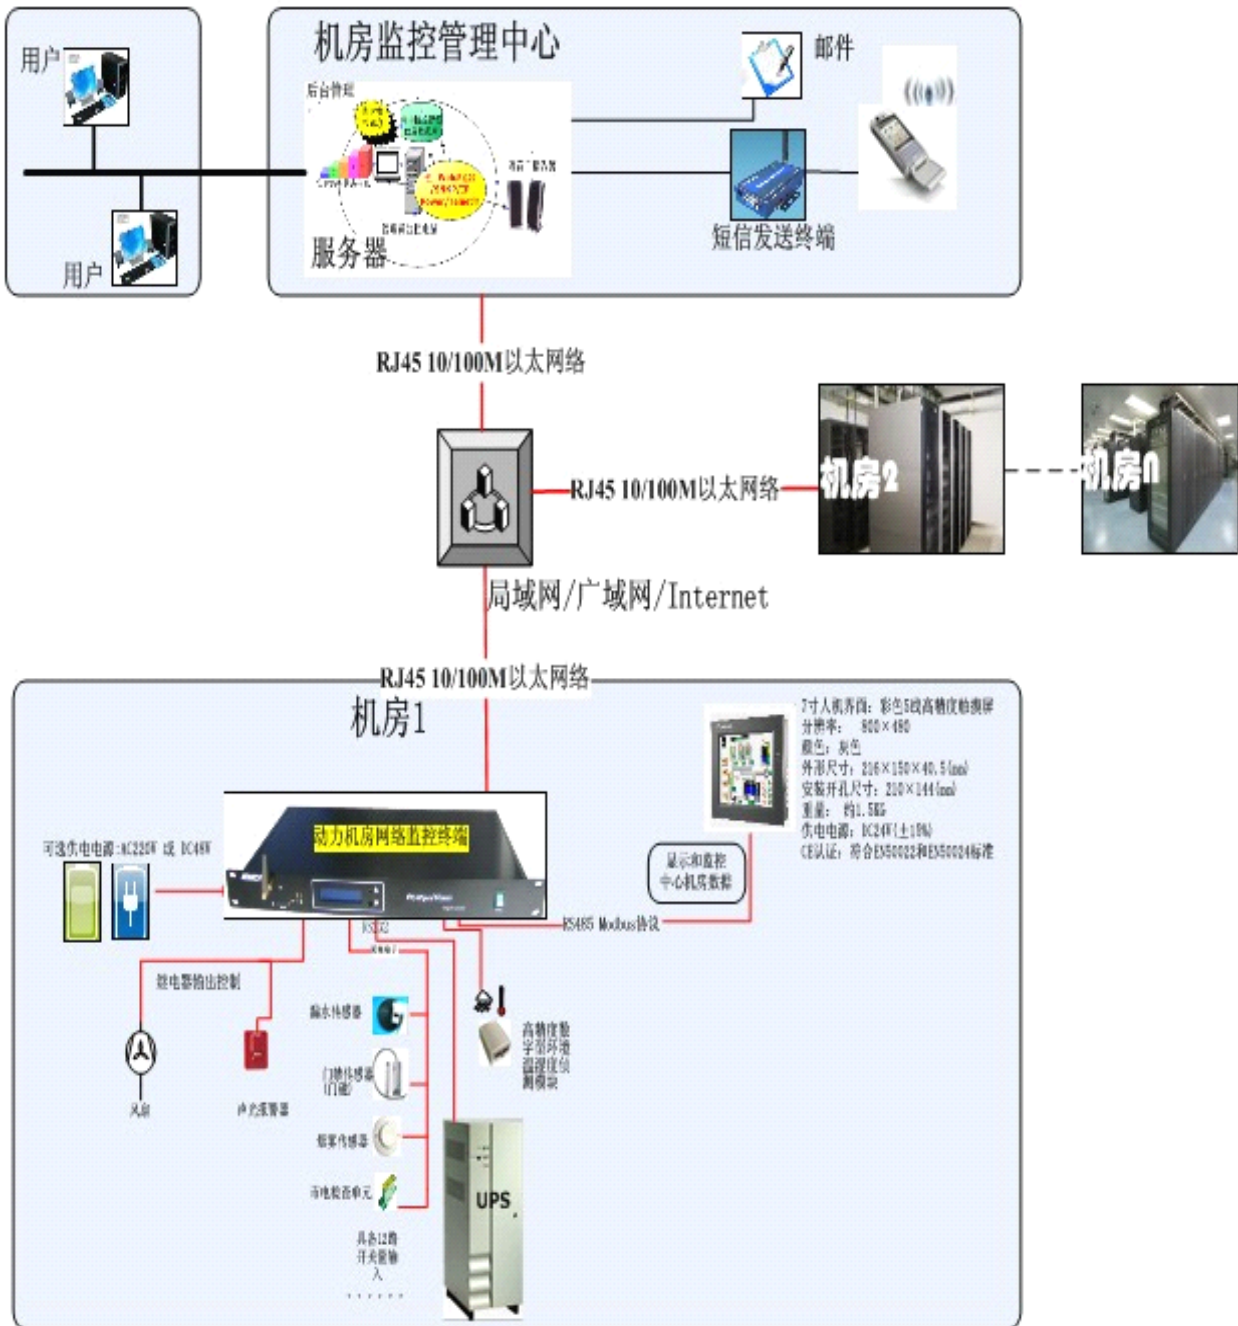 用户
用户
机房监控管理中心
后台管理
服务器
邮件
短信发送终端
RJ45 10/100M以太网络
RJ45 10/100M以太网络
机房2
机房n
局域网/广域网/Internet
RJ45 10/100M以太网络
机房1
7寸人机界面：彩色5线高精度触摸屏
分辨率： 800×480
颜色：灰色
外形尺寸：216×150×40.5(mm)
安装开孔尺寸：210×144(mm)
重量： 约1.5KG
供电电源：DC24V(±15%)
CE认证：符合EN50022和EN50024标准
显示和监控
中心机房数据
可选供电电源:AC220V 或 DC48V
动力机房网络监控终端
RS232
RS485 Modbus协议
继电器输出控制
风扇
声光报警器
漏水传感器
门禁传感器
(门磁)
烟雾传感器
市电检查单元
具备12路
开关量输
入
......
高精度数
字型环境
温湿度侦
测模块
UPS